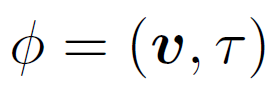 ϕ = (𝒗, τ)